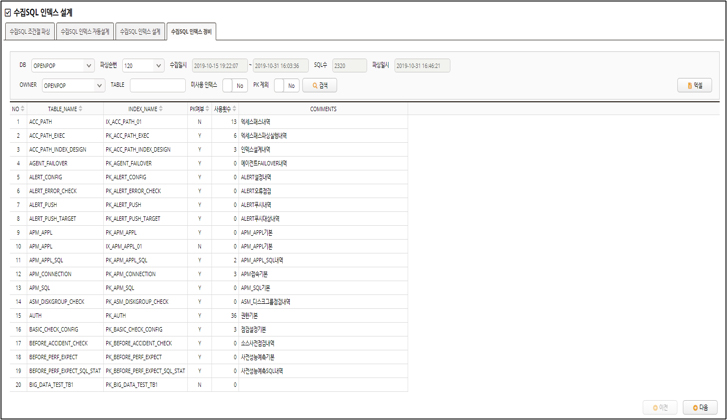 수집SQL 인덱스 설계
수집SQL 조건절 파싱 수집SQL 인덱스 자동설계 수집SQL 인덱스 설계 수집SQL 인덱스 정비
DB OPENPOP 파싱순번 120 수집일시 2019-10-15 19:22:07 ~ 2019-10-31 16:03:36 SQL수 2320 파싱일시 2019-10-31 16:46:21
OWNER OPENPOP TABLE 미사용 인덱스 No PK 제외 No 검색 엑셀
NO TABLE_NAME INDEX_NAME PK여부 사용횟수 COMMENTS
1 ACC_PATH IX_ACC_PATH_01 N 13 억세스패스내역
2 ACC_PATH_EXEC PK_ACC_PATH_EXEC Y 6 억세스패스파싱실행내역
3 ACC_PATH_INDEX_DESIGN PK_ACC_PATH_INDEX_DESIGN Y 3 인덱스설계내역
4 AGENT_FAILOVER PK_AGENT_FAILOVER Y 0 에이전트FAILOVER내역
5 ALERT_CONFIG PK_ALERT_CONFIG Y 0 ALERT설정내역
6 ALERT_ERROR_CHECK PK_ALERT_ERROR_CHECK Y 0 ALERT오류점검
7 ALERT_PUSH PK_ALERT_PUSH Y 0 ALERT푸시내역
8 ALERT_PUSH_TARGET PK_ALERT_PUSH_TARGET Y 0 ALERT푸시대상내역
9 APM_APPL PK_APM_APPL Y 0 APM_APPL기본
10 APM_APPL IX_APM_APPL_01 N 0 APM_APPL기본
11 APM_APPL_SQL PK_APM_APPL_SQL Y 2 APM_APPL_SQL내역
12 APM_CONNECTION PK_APM_CONNECTION Y 3 APM접속기본
13 APM_SQL PK_APM_SQL Y 0 APM_SQL기본
14 ASM_DISKGROUP_CHECK PK_ASM_DISKGROUP_CHECK Y 0 ASM_디스크그룹점검내역
15 AUTH PK_AUTH Y 36 권한기본
16 BASIC_CHECK_CONFIG PK_BASIC_CHECK_CONFIG Y 3 점검설정기본
17 BEFORE_ACCIDENT_CHECK PK_BEFORE_ACCIDENT_CHECK Y 0 소스사전점검내역
18 BEFORE_PERF_EXPECT PK_BEFORE_PERF_EXPECT Y 0 사전성능예측기본
19 BEFORE_PERF_EXPECT_SQL_STAT PK_BEFORE_PERF_EXPECT_SQL_STAT Y 0 사전성능예측SQL내역
20 BIG_DATA_TEST_TB1 PK_BIG_DATA_TEST_TB1 N 0
이전 다음